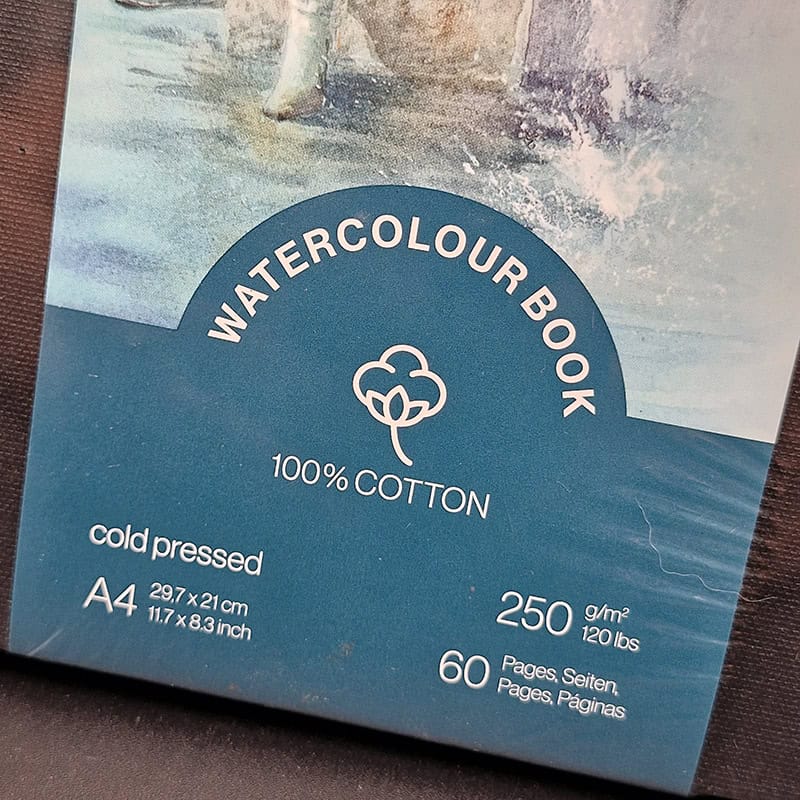 WATERCOLOUR BOOK
100% COTTON
cold pressed
A4 29,7 x 21 cm
11.7 x 8.3 inch
250 g/m²
120 lbs
60 Pages, Seiten,
Pages, Páginas